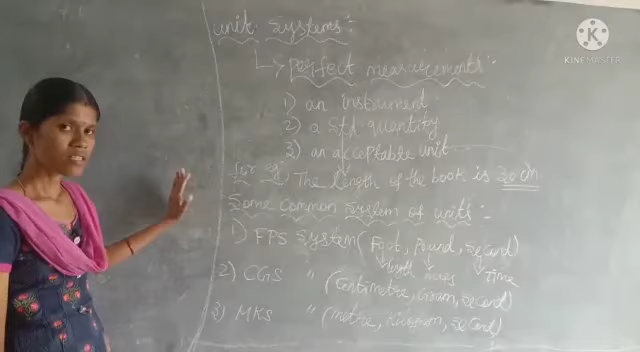 unit systems:-
↳ perfect measurements:-
1) an instrument
2) a std quantity
3) an acceptable unit
for eg: The length of the book is 20 cm
Some common system of units:-
1) FPS system (Foot, Pound, second)
length mass Time
2) CGS " (Centimetre, Gram, second)
3) MKS " (metre, Kilogram, second)
KINEMASTER